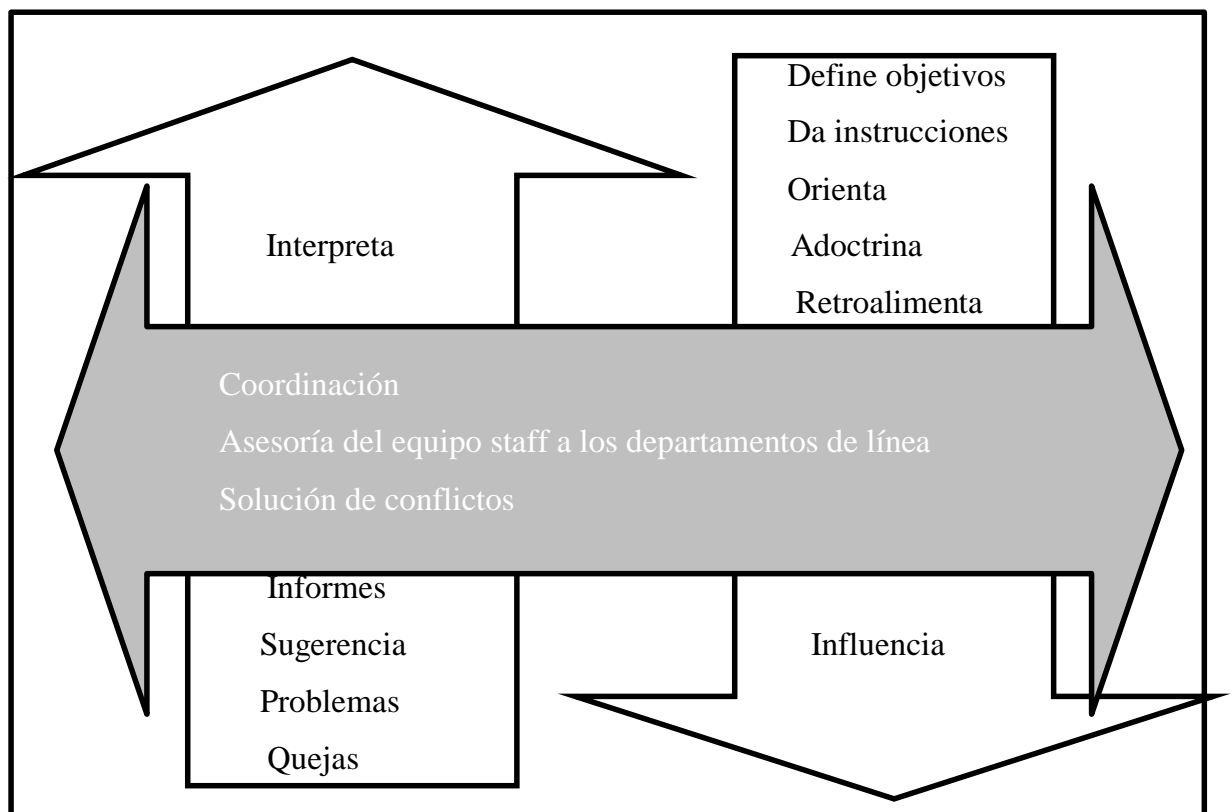 Define objetivos
Da instrucciones
Orienta
Adoctrina
Retroalimenta
Interpreta
Coordinación
Asesoría del equipo staff a los departamentos de línea
Solución de conflictos
Informes
Sugerencia
Problemas
Quejas
Influencia